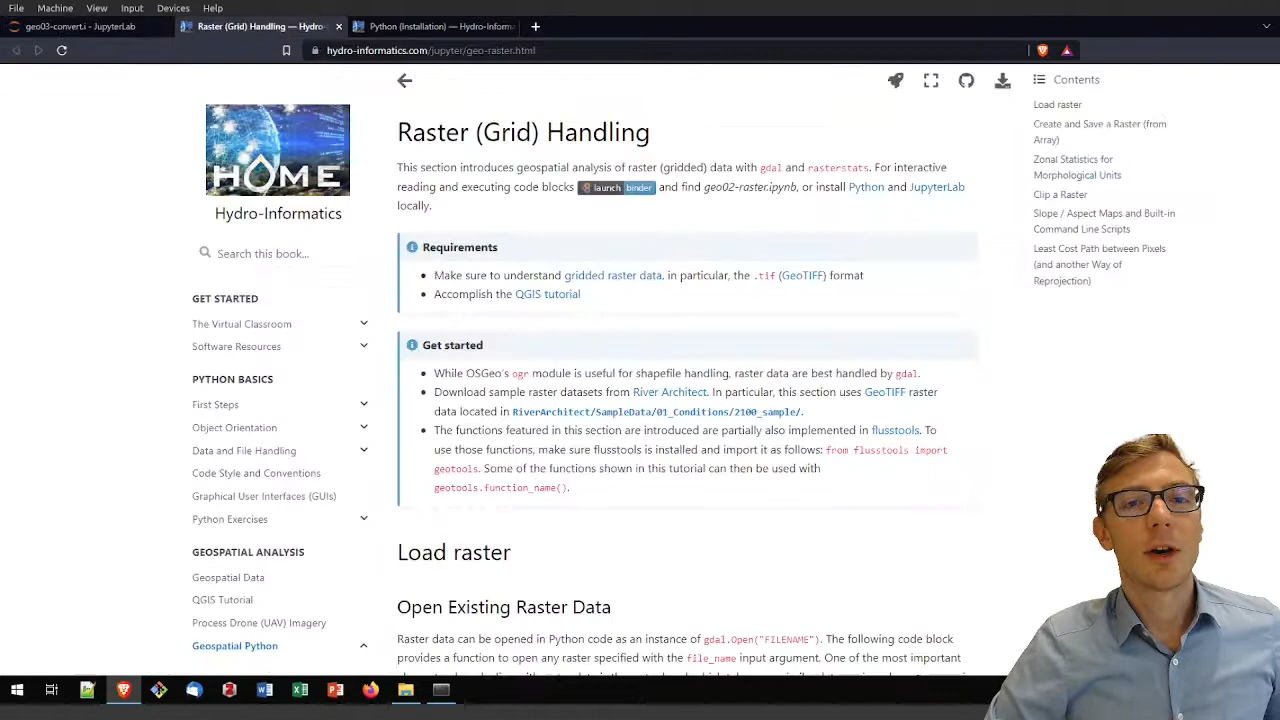 File Machine View Input Devices Help
geo03-convert.i - JupyterLab
Raster (Grid) Handling — Hydro-
Python (Installation) — Hydro-Inform
hydro-informatics.com/jupyter/geo-raster.html
HOME
Hydro-Informatics
Search this book...
GET STARTED
The Virtual Classroom
Software Resources
PYTHON BASICS
First Steps
Object Orientation
Data and File Handling
Code Style and Conventions
Graphical User Interfaces (GUIs)
Python Exercises
GEOSPATIAL ANALYSIS
Geospatial Data
QGIS Tutorial
Process Drone (UAV) Imagery
Geospatial Python
Raster (Grid) Handling
This section introduces geospatial analysis of raster (gridded) data with gdal and rasterstats. For interactive
reading and executing code blocks launch binder and find geo02-raster.ipynb, or install Python and JupyterLab
locally.
Requirements
Make sure to understand gridded raster data. in particular, the .tif (GeoTIFF) format
Accomplish the QGIS tutorial
Get started
While OSGeo's ogr module is useful for shapefile handling, raster data are best handled by gdal.
Download sample raster datasets from River Architect. In particular, this section uses GeoTIFF raster
data located in RiverArchitect/SampleData/01_Conditions/2100_sample/.
The functions featured in this section are introduced are partially also implemented in flusstools. To
use those functions, make sure flusstools is installed and import it as follows: from flusstools import
geotools. Some of the functions shown in this tutorial can then be used with
geotools.function_name().
Load raster
Open Existing Raster Data
Raster data can be opened in Python code as an instance of gdal.Open("FILENAME"). The following code block
provides a function to open any raster specified with the file_name input argument. One of the most important
Contents
Load raster
Create and Save a Raster (from
Array)
Zonal Statistics for
Morphological Units
Clip a Raster
Slope / Aspect Maps and Built-in
Command Line Scripts
Least Cost Path between Pixels
(and another Way of
Reprojection)